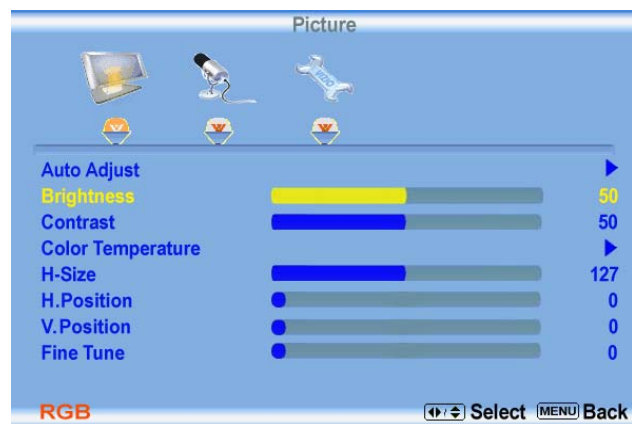 Picture
VIZIO
Auto Adjust
Brightness 50
Contrast 50
Color Temperature
H-Size 127
H.Position 0
V.Position 0
Fine Tune 0
RGB Select MENU Back